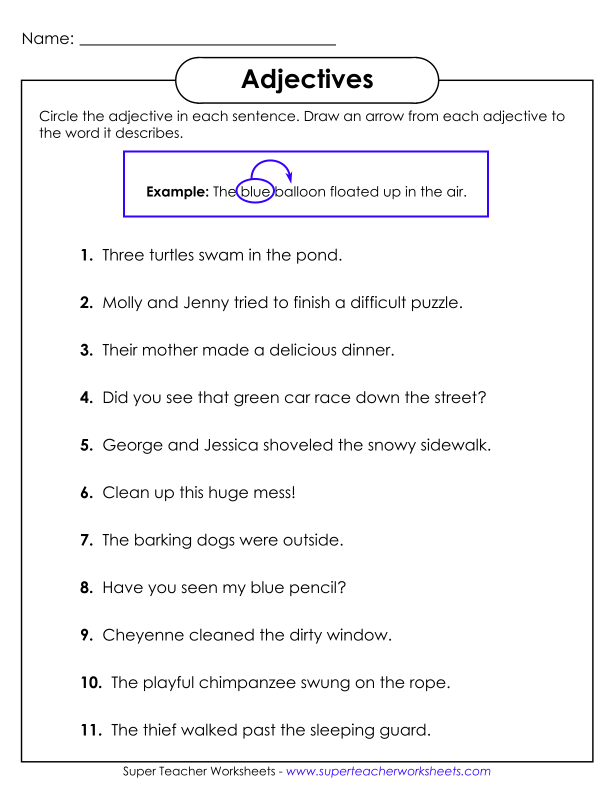 Name:
Adjectives
Circle the adjective in each sentence. Draw an arrow from each adjective to
the word it describes.
Example: The blue balloon floated up in the air.
1. Three turtles swam in the pond.
2. Molly and Jenny tried to finish a difficult puzzle.
3. Their mother made a delicious dinner.
4. Did you see that green car race down the street?
5. George and Jessica shoveled the snowy sidewalk.
6. Clean up this huge mess!
7. The barking dogs were outside.
8. Have you seen my blue pencil?
9. Cheyenne cleaned the dirty window.
10. The playful chimpanzee swung on the rope.
11. The thief walked past the sleeping guard.
Super Teacher Worksheets - www.superteacherworksheets.com